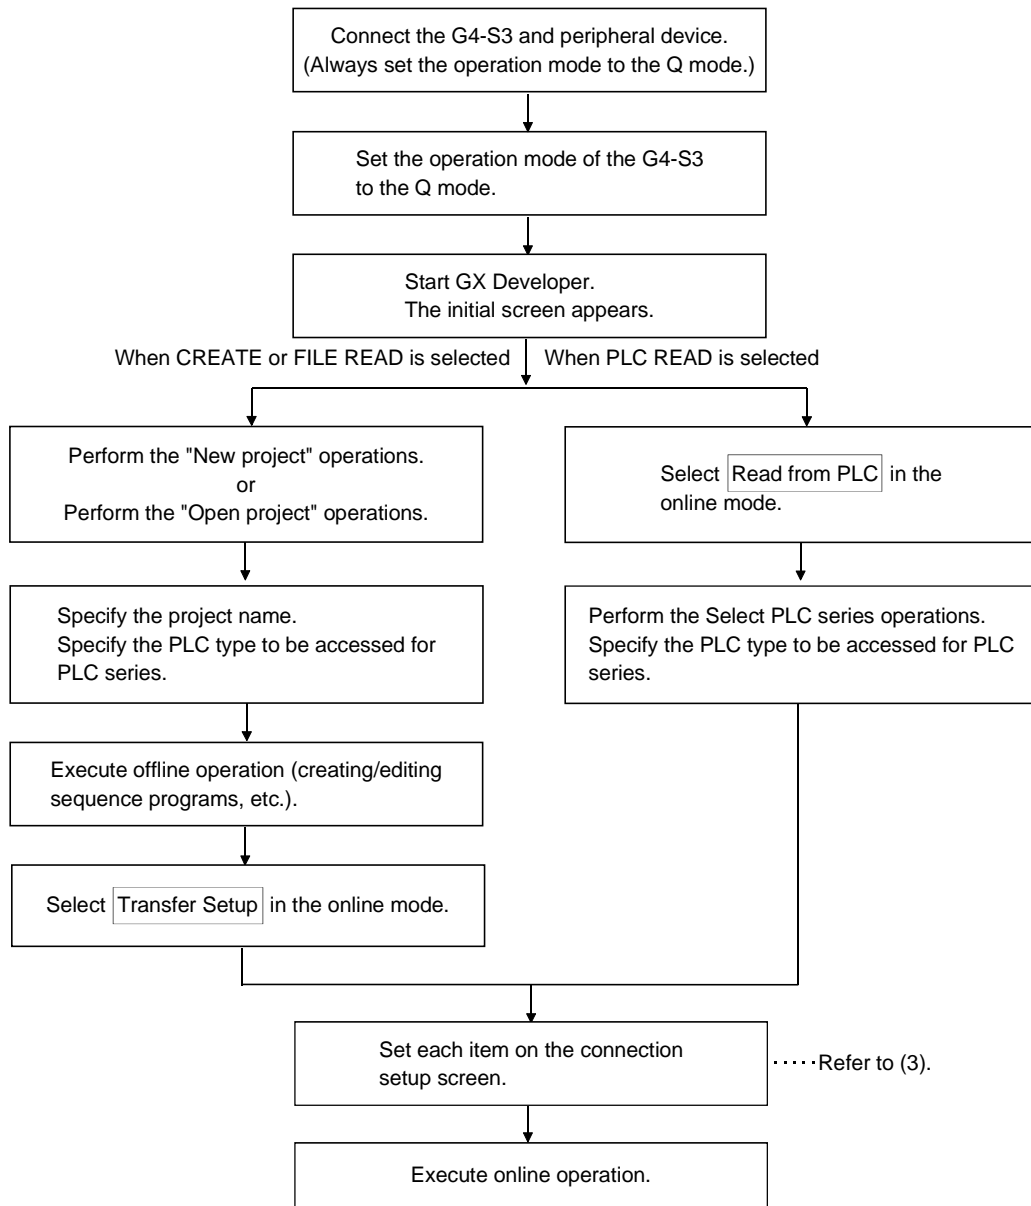 Connect the G4-S3 and peripheral device.
(Always set the operation mode to the Q mode.)
Set the operation mode of the G4-S3
to the Q mode.
Start GX Developer.
The initial screen appears.
When CREATE or FILE READ is selected
When PLC READ is selected
Perform the "New project" operations.
or
Perform the "Open project" operations.
Select Read from PLC in the
online mode.
Specify the project name.
Specify the PLC type to be accessed for
PLC series.
Perform the Select PLC series operations.
Specify the PLC type to be accessed for PLC
series.
Execute offline operation (creating/editing
sequence programs, etc.).
Select Transfer Setup in the online mode.
Set each item on the connection
setup screen.
·····Refer to (3).
Execute online operation.